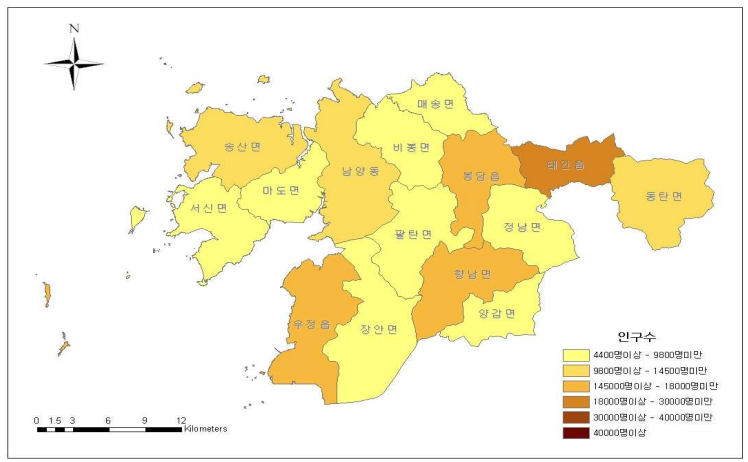 N
매송면
비봉면
송산면
남양동
봉담읍
태안읍
마도면
동탄면
서신면
정남면
팔탄면
향남면
우정읍
장안면
양감면
인구수
4400명이상 - 9800명미만
9800명이상 - 14500명미만
145000명이상 - 18000명미만
18000명이상 - 30000명미만
30000명이상 - 40000명미만
40000명이상
0 1.5 3 6 9 12
Kilometers